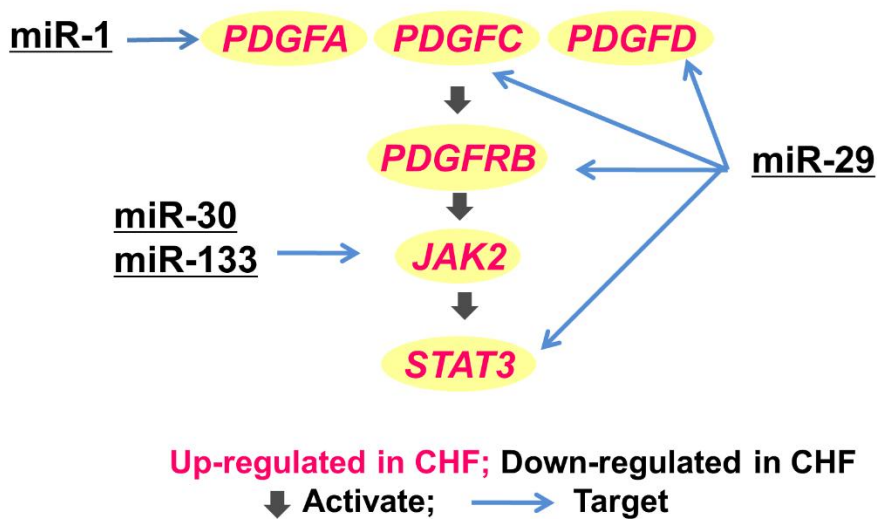 miR-1 PDGFA PDGFC PDGFD
PDGFRB miR-29
miR-30
miR-133 JAK2
STAT3
Up-regulated in CHF; Down-regulated in CHF
Activate; Target